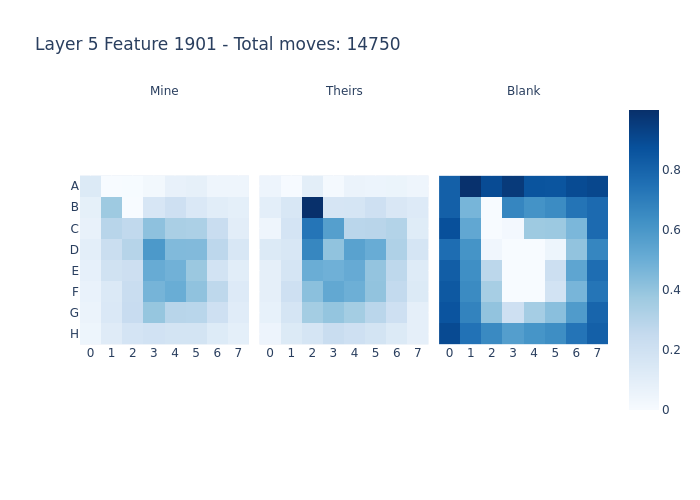 Layer 5 Feature 1901 - Total moves: 14750
Mine Theirs Blank
A
B
C
D
E
F
G
H
0 1 2 3 4 5 6 7 0 1 2 3 4 5 6 7 0 1 2 3 4 5 6 7
0.8
0.6
0.4
0.2
0